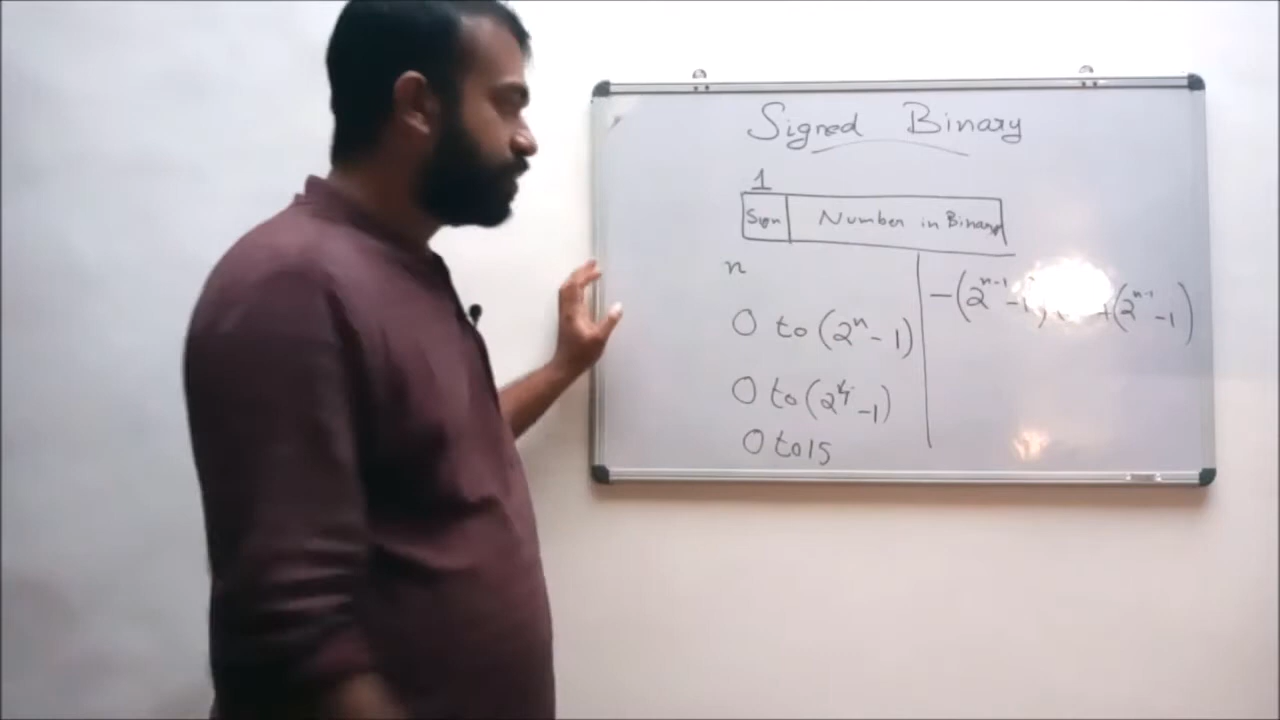 Signed Binary
1
Sign Number in Binary
n
0 to (2ⁿ - 1)
0 to (2⁴ - 1)
0 to 15
-(2ⁿ⁻¹ - 1) +(2ⁿ⁻¹ - 1)